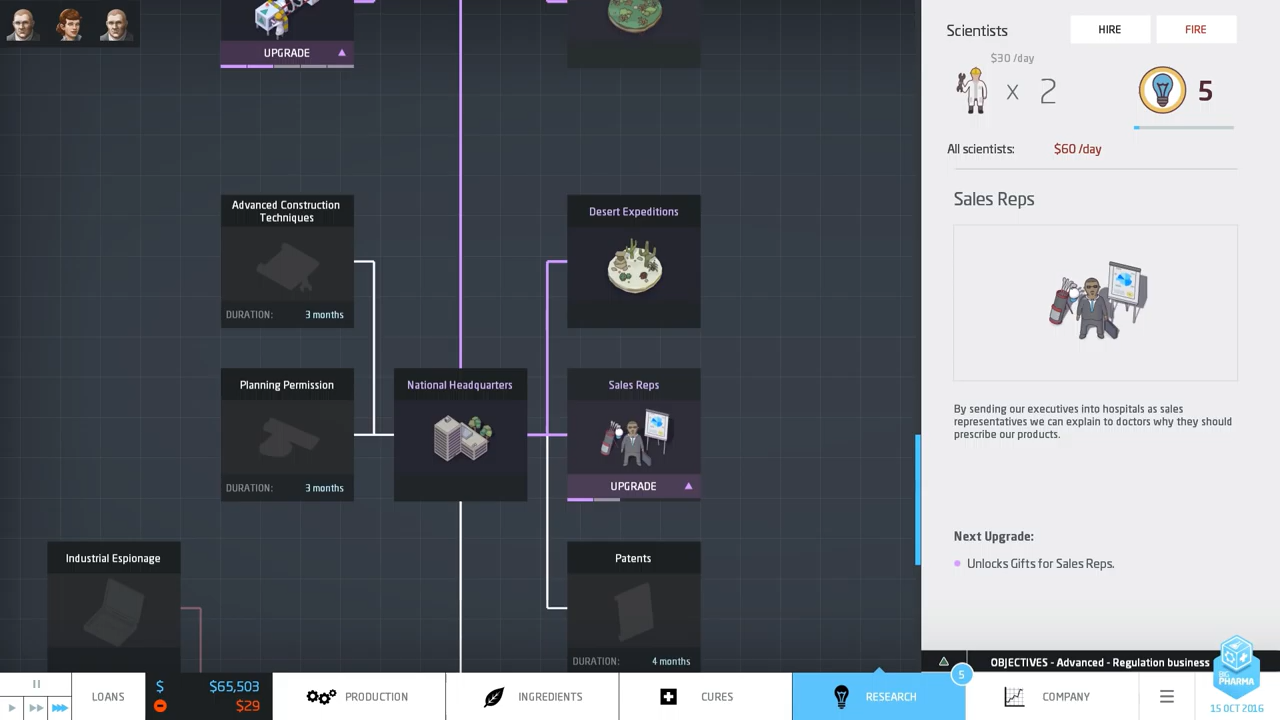 UPGRADE
Advanced Construction
Techniques
DURATION: 3 months
Desert Expeditions
Planning Permission
DURATION: 3 months
National Headquarters
Sales Reps
UPGRADE
Industrial Espionage
Patents
DURATION: 4 months
Scientists
HIRE
FIRE
$30 /day
X 2
5
All scientists: $60 /day
Sales Reps
By sending our executives into hospitals as sales
representatives we can explain to doctors why they should
prescribe our products.
Next Upgrade:
Unlocks Gifts for Sales Reps.
OBJECTIVES - Advanced - Regulation business
5
LOANS
$ $65,503
$29
PRODUCTION
INGREDIENTS
CURES
RESEARCH
COMPANY
BIG
PHARMA
15 OCT 2016